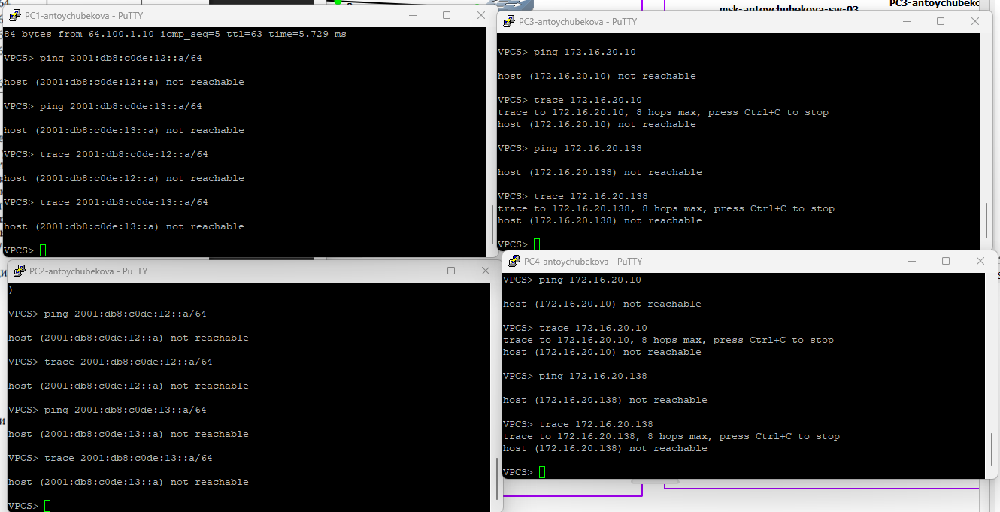 PC1-antoychubekova - PuTTY
84 bytes from 64.100.1.10 icmp_seq=5 ttl=63 time=5.729 ms
VPCS> ping 2001:db8:c0de:12::a/64
host (2001:db8:c0de:12::a) not reachable
VPCS> ping 2001:db8:c0de:13::a/64
host (2001:db8:c0de:13::a) not reachable
VPCS> trace 2001:db8:c0de:12::a/64
host (2001:db8:c0de:12::a) not reachable
VPCS> trace 2001:db8:c0de:13::a/64
host (2001:db8:c0de:13::a) not reachable
VPCS>
msk-antoychubekova-sw-03
PC3-antoychubeko
PC3-antoychubekova - PuTTY
VPCS> ping 172.16.20.10
host (172.16.20.10) not reachable
VPCS> trace 172.16.20.10
trace to 172.16.20.10, 8 hops max, press Ctrl+C to stop
host (172.16.20.10) not reachable
VPCS> ping 172.16.20.138
host (172.16.20.138) not reachable
VPCS> trace 172.16.20.138
trace to 172.16.20.138, 8 hops max, press Ctrl+C to stop
host (172.16.20.138) not reachable
VPCS>
PC2-antoychubekova - PuTTY
)
VPCS> ping 2001:db8:c0de:12::a/64
host (2001:db8:c0de:12::a) not reachable
VPCS> trace 2001:db8:c0de:12::a/64
host (2001:db8:c0de:12::a) not reachable
VPCS> ping 2001:db8:c0de:13::a/64
host (2001:db8:c0de:13::a) not reachable
VPCS> trace 2001:db8:c0de:13::a/64
host (2001:db8:c0de:13::a) not reachable
VPCS>
PC4-antoychubekova - PuTTY
VPCS> ping 172.16.20.10
host (172.16.20.10) not reachable
VPCS> trace 172.16.20.10
trace to 172.16.20.10, 8 hops max, press Ctrl+C to stop
host (172.16.20.10) not reachable
VPCS> ping 172.16.20.138
host (172.16.20.138) not reachable
VPCS> trace 172.16.20.138
trace to 172.16.20.138, 8 hops max, press Ctrl+C to stop
host (172.16.20.138) not reachable
VPCS>